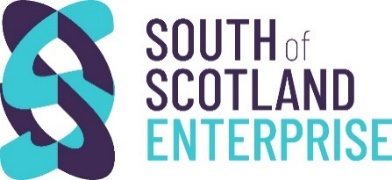 SOUTH of
SCOTLAND
ENTERPRISE